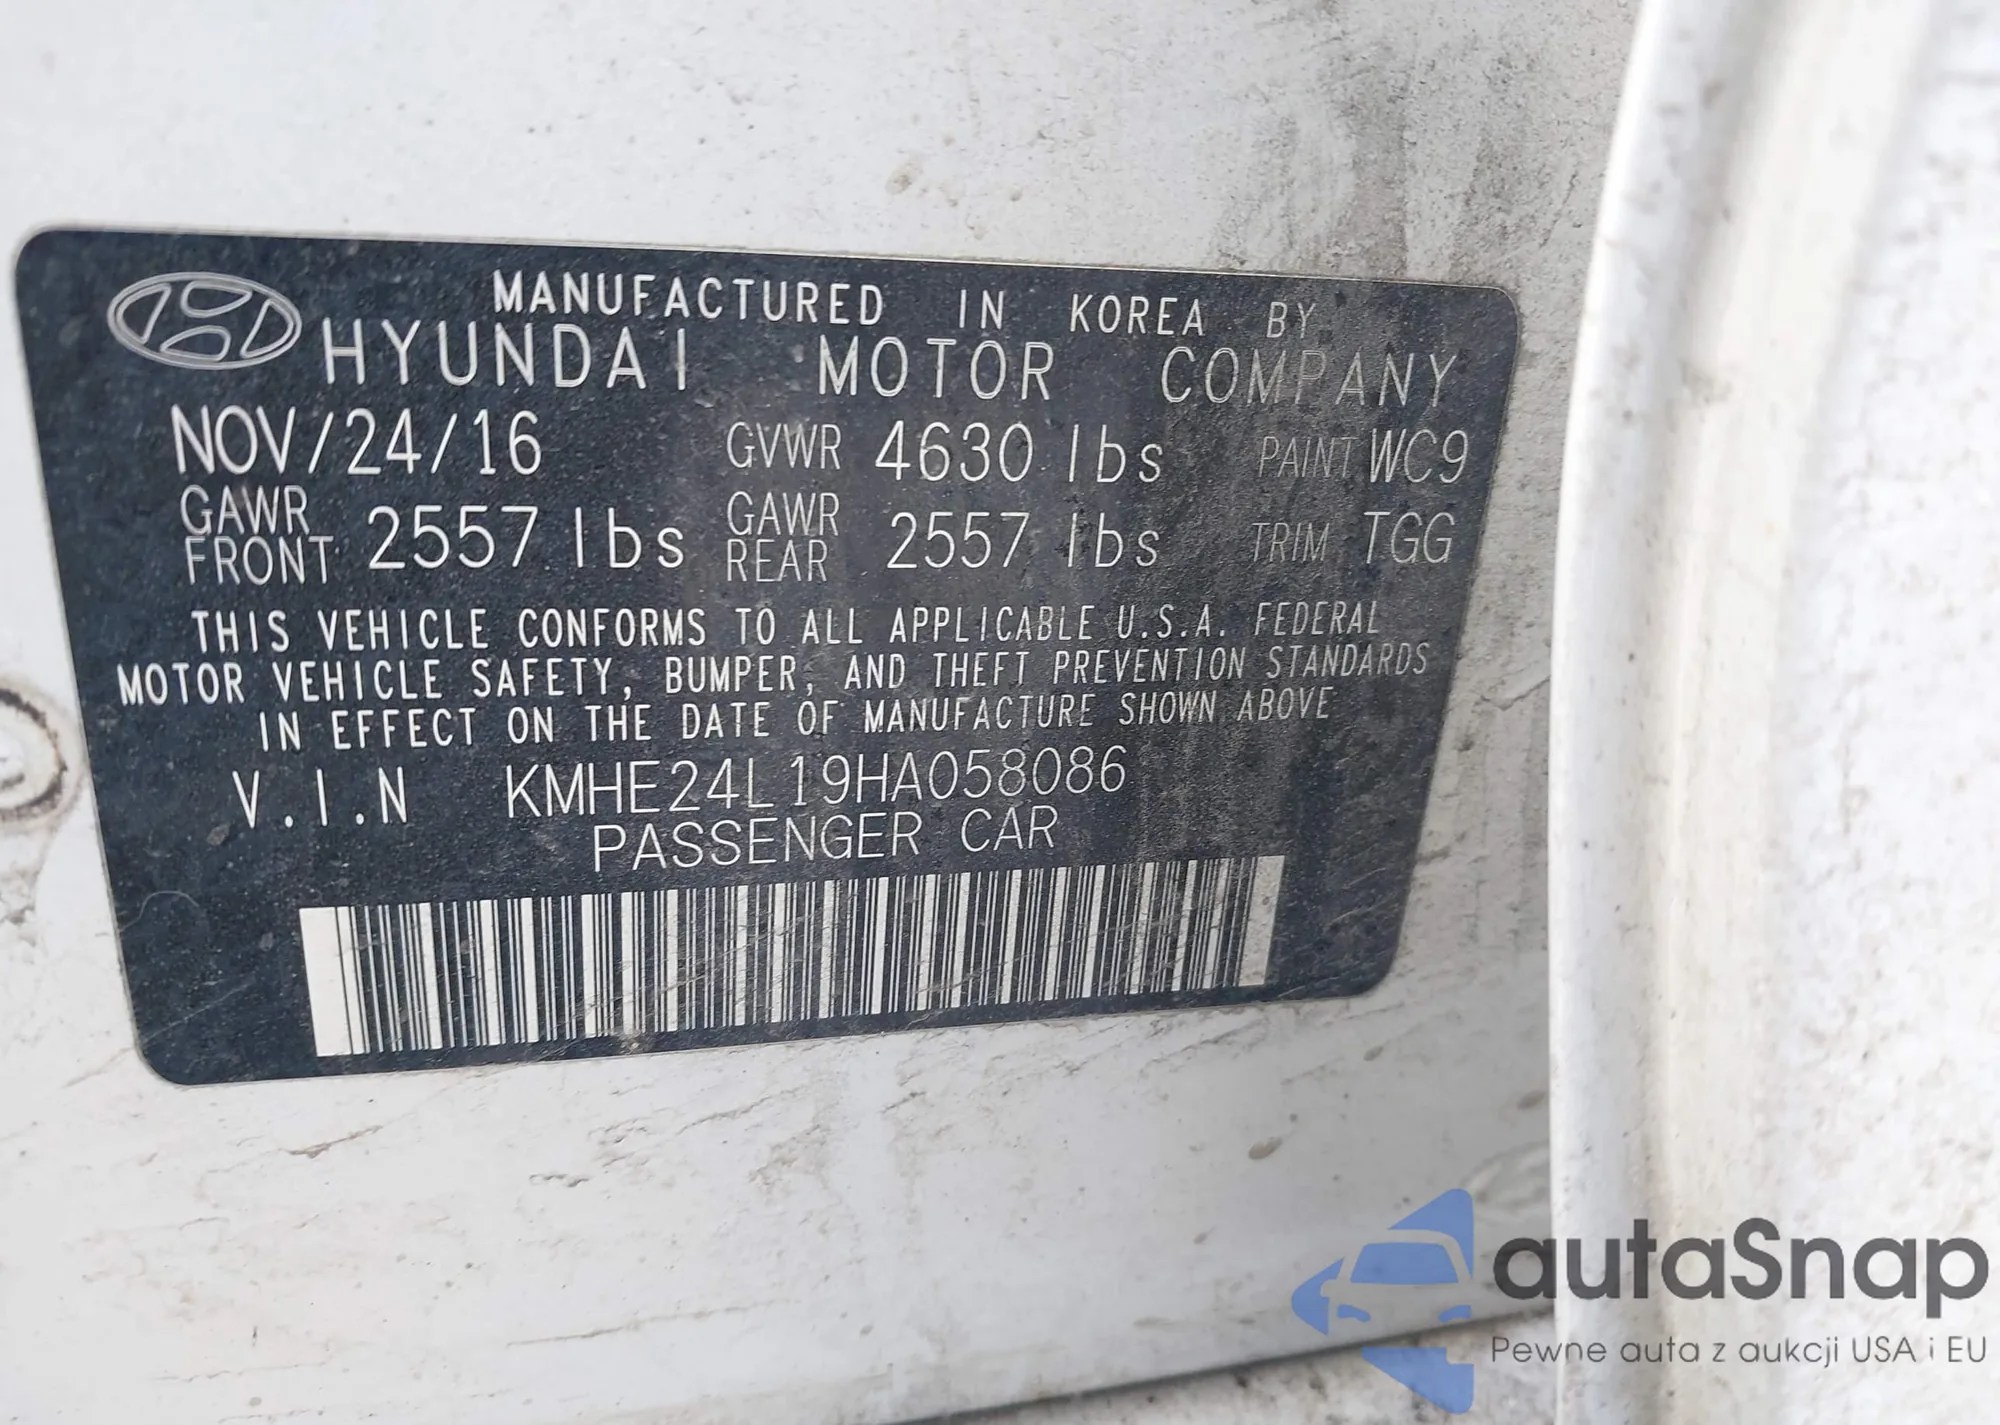 MANUFACTURED IN KOREA BY
HYUNDAI MOTOR COMPANY
NOV/24/16 GVWR 4630 lbs PAINT WC9
GAWR FRONT 2557 lbs GAWR REAR 2557 lbs TRIM TGG
THIS VEHICLE CONFORMS TO ALL APPLICABLE U.S.A. FEDERAL
MOTOR VEHICLE SAFETY, BUMPER, AND THEFT PREVENTION STANDARDS
IN EFFECT ON THE DATE OF MANUFACTURE SHOWN ABOVE
V.I.N KMHE24L19HA058086
PASSENGER CAR
autaSnap
Pewne auta z aukcji USA i EU